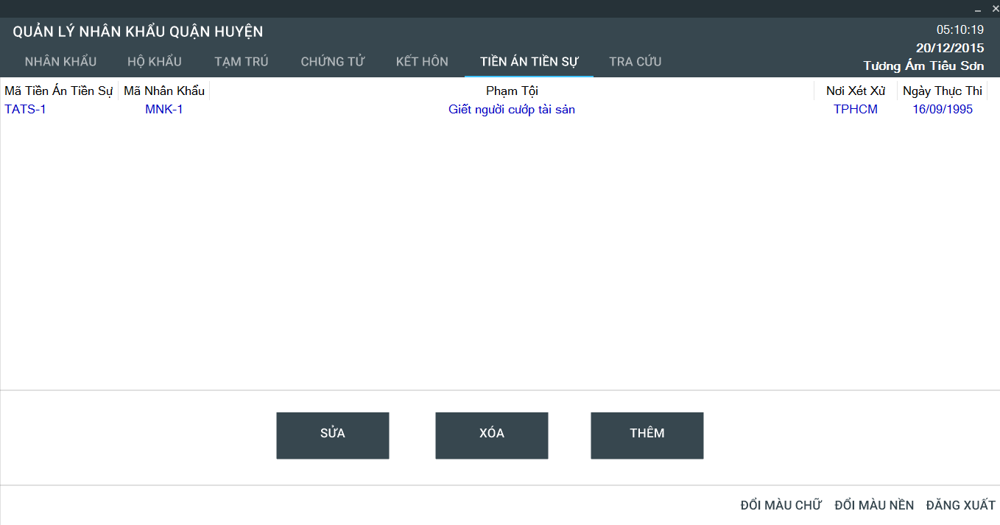 QUẢN LÝ NHÂN KHẨU QUẬN HUYỆN
05:10:19
20/12/2015
Tương Ám Tiêu Sơn
NHÂN KHẨU HỘ KHẨU TẠM TRÚ CHỨNG TỬ KẾT HÔN TIỀN ÁN TIỀN SỰ TRA CỨU
Mã Tiền Án Tiền Sự Mã Nhân Khẩu Phạm Tội Nơi Xét Xử Ngày Thực Thi
TATS-1 MNK-1 Giết người cướp tài sản TPHCM 16/09/1995
SỬA XÓA THÊM
ĐỔI MÀU CHỮ ĐỔI MÀU NỀN ĐĂNG XUẤT